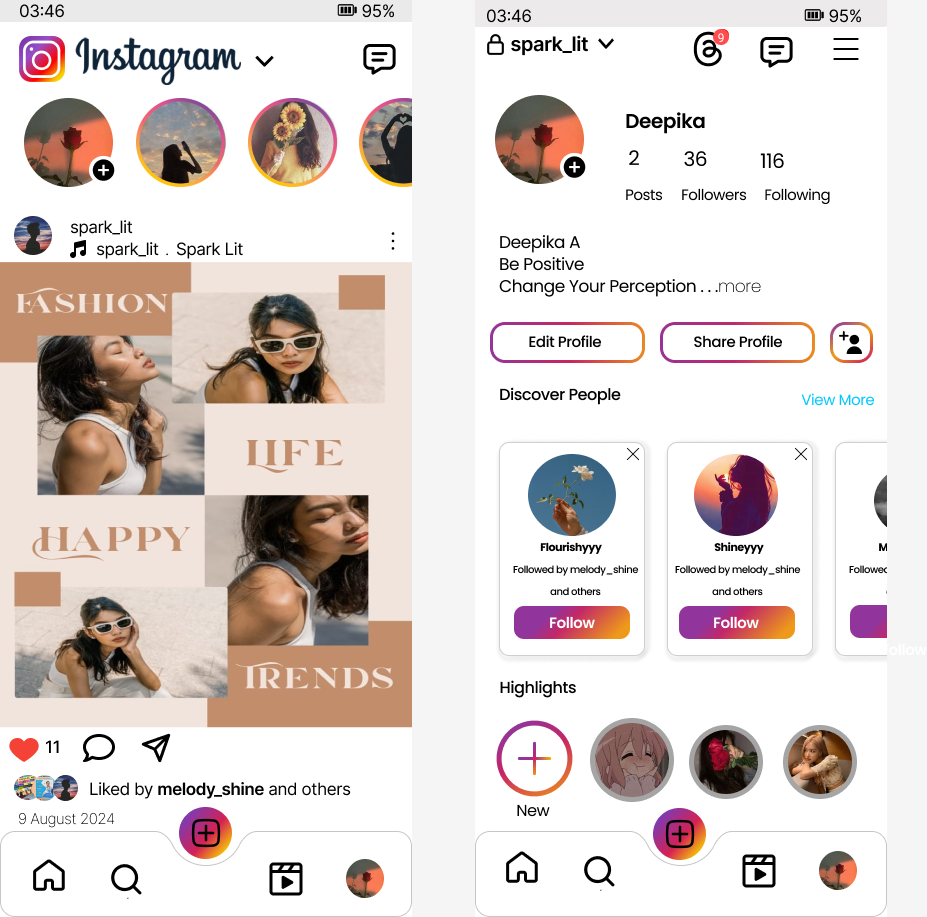 03:46
95%
Instagram
spark_lit
spark_lit . Spark Lit
FASHION
LIFE
HAPPY
TRENDS
11
Liked by melody_shine and others
9 August 2024
03:46
95%
spark_lit
9
Deepika
2 36 116
Posts Followers Following
Deepika A
Be Positive
Change Your Perception . . .more
Edit Profile
Share Profile
Discover People
View More
Flourishyyy
Followed by melody_shine
and others
Follow
Shineyyy
Followed by melody_shine
and others
Follow
M
Followe
ollow
Highlights
New